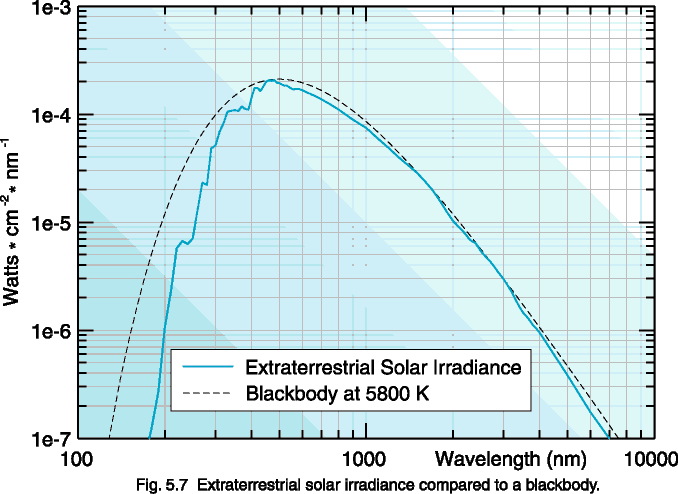 1e-3
1e-4
1e-5
1e-6
1e-7
Watts * cm-2* nm-1
Extraterrestrial Solar Irradiance
Blackbody at 5800 K
100
1000
Wavelength (nm)
10000
Fig. 5.7 Extraterrestrial solar irradiance compared to a blackbody.